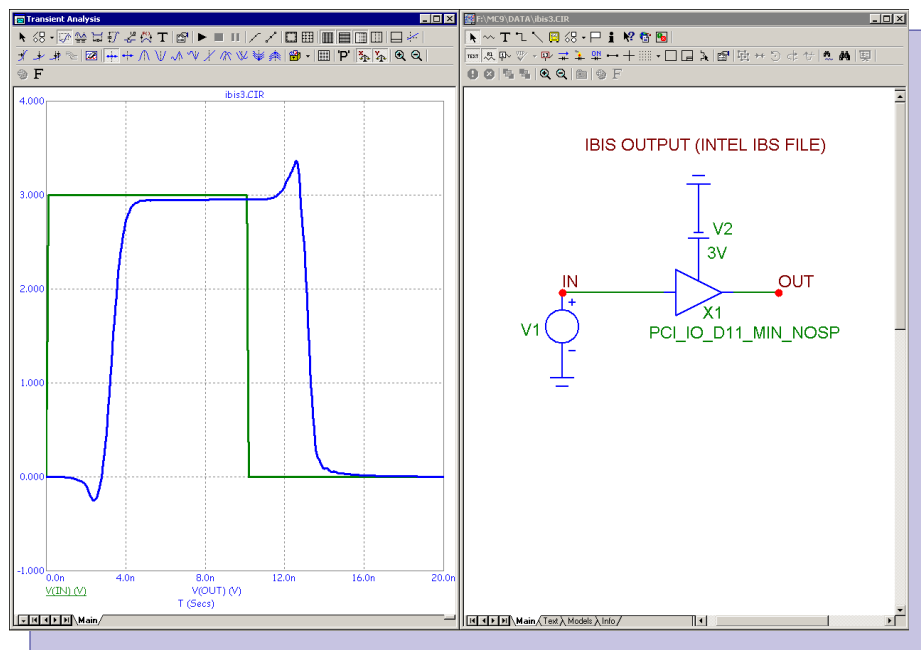 Transient Analysis
T
F
ibis3.CIR
4.000
3.000
2.000
1.000
0.000
-1.000
0.0n 4.0n 8.0n 12.0n 16.0n 20.0n
V(IN) (V) V(OUT) (V)
T (Secs)
Main
F:\MC9\DATA\ibis3.CIR
T
TEXT
F
IBIS OUTPUT (INTEL IBS FILE)
V2
3V
IN
OUT
+
V1
X1
PCI_IO_D11_MIN_NOSP
-
Main Text Models Info